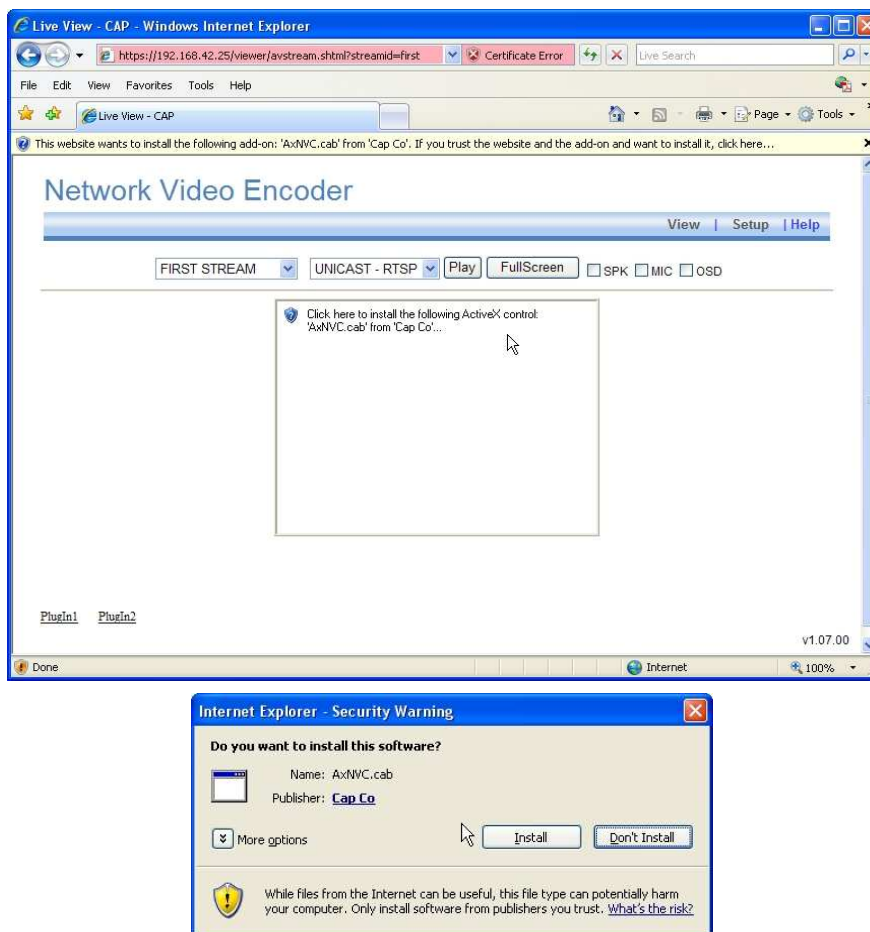 Live View - CAP - Windows Internet Explorer
https://192.168.42.25/viewer/avstream.shtml?streamid=first Certificate Error Live Search
File Edit View Favorites Tools Help
Live View - CAP Page Tools
This website wants to install the following add-on: 'AxNVC.cab' from 'Cap Co'. If you trust the website and the add-on and want to install it, click here...
Network Video Encoder
View | Setup | Help
FIRST STREAM UNICAST - RTSP Play FullScreen SPK MIC OSD
Click here to install the following ActiveX control:
'AxNVC.cab' from 'Cap Co'...
PlugIn1 PlugIn2
v1.07.00
Done Internet 100%
Internet Explorer - Security Warning
Do you want to install this software?
Name: AxNVC.cab
Publisher: Cap Co
More options Install Don't Install
While files from the Internet can be useful, this file type can potentially harm
your computer. Only install software from publishers you trust. What's the risk?